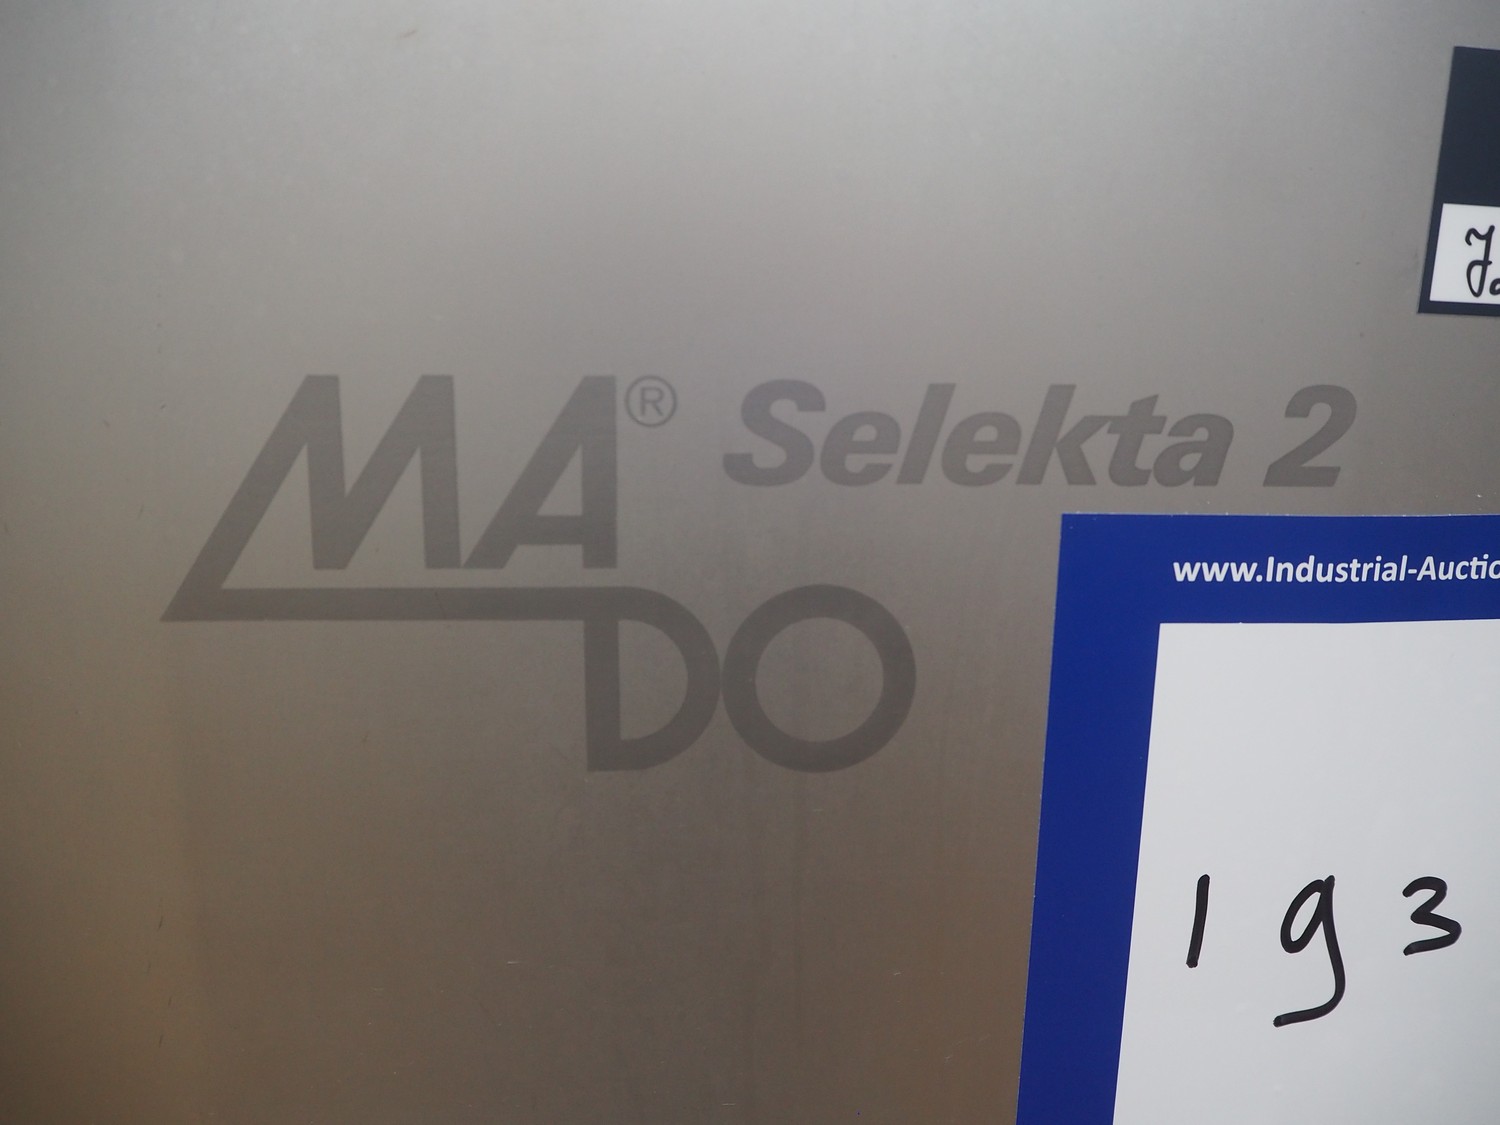 MA® Selekta 2
DO
www.Industrial-Auctio
193